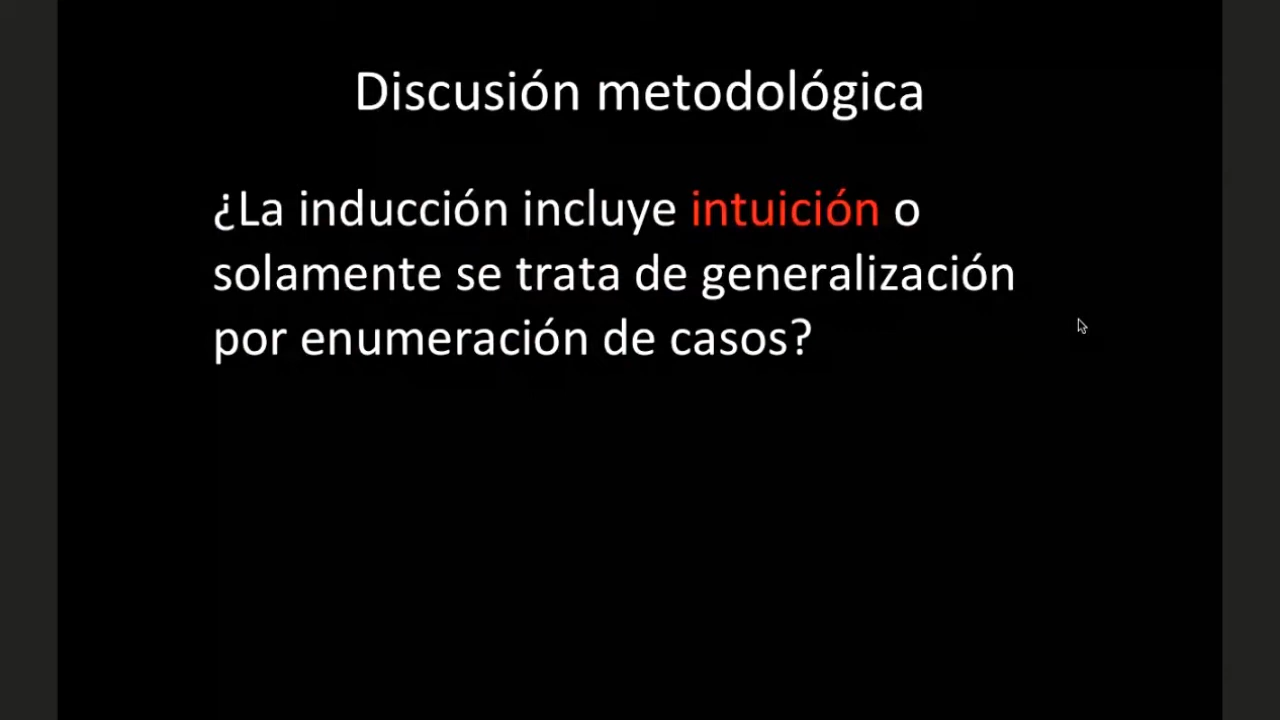 Discusión metodológica
¿La inducción incluye intuición o
solamente se trata de generalización
por enumeración de casos?